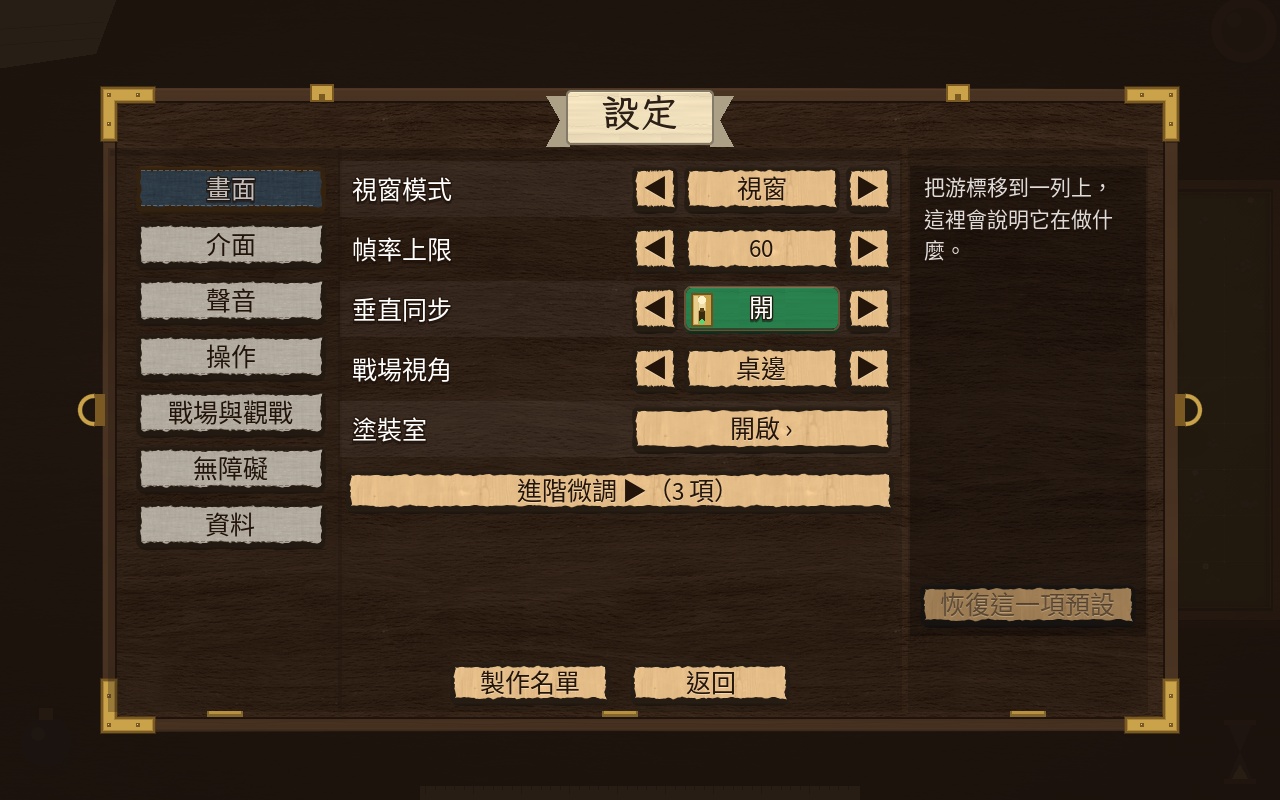 設定
畫面
介面
聲音
操作
戰場與觀戰
無障礙
資料
視窗模式 ◀ 視窗 ▶
幀率上限 ◀ 60 ▶
垂直同步 ◀ 開 ▶
戰場視角 ◀ 桌邊 ▶
塗裝室 開啟 ›
進階微調 ▶（3 項）
把游標移到一列上，
這裡會說明它在做什
麼。
恢復這一項預設
製作名單
返回